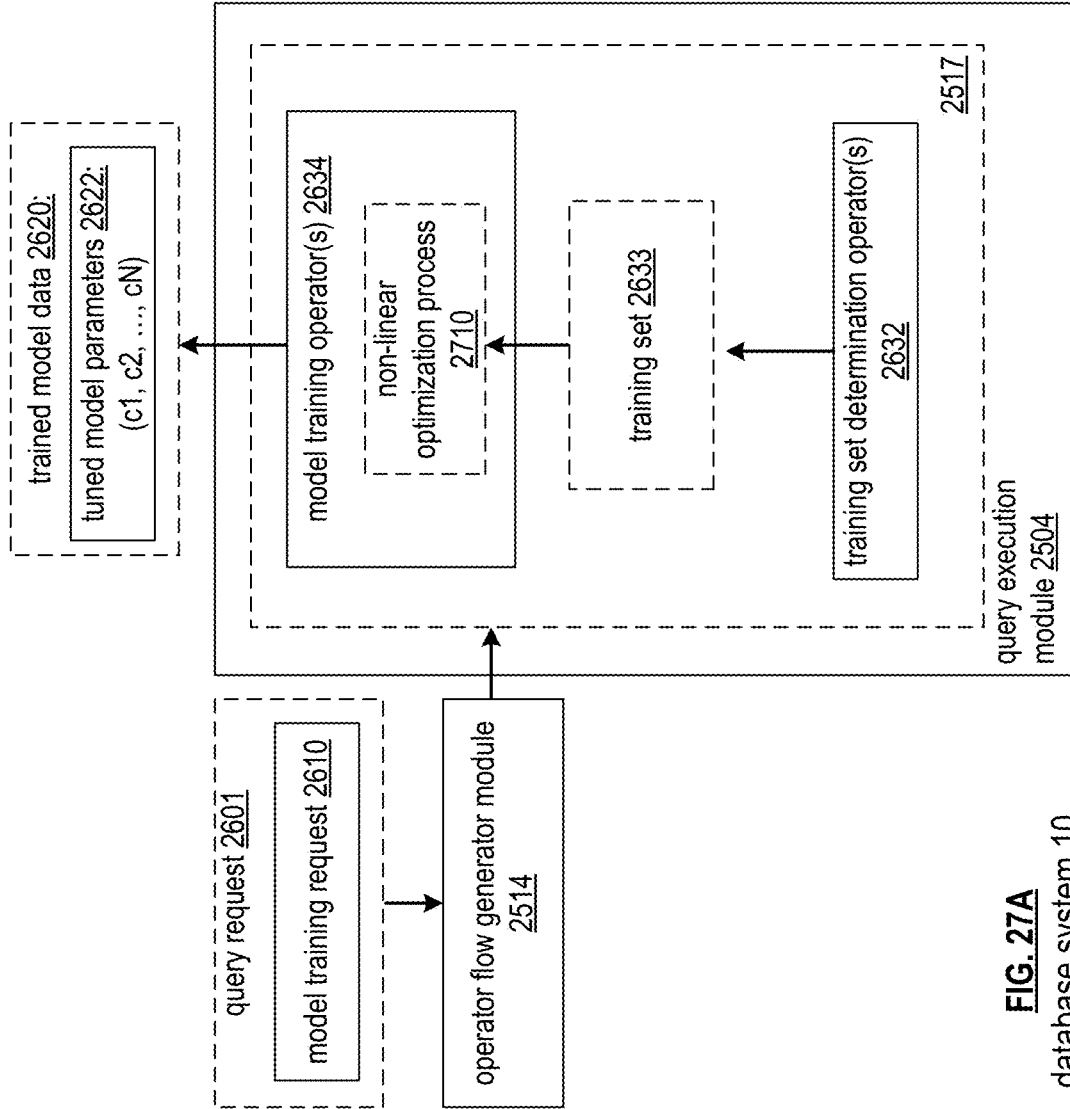 query request 2601
model training request 2610
operator flow generator module
2514
trained model data 2620:
tuned model parameters 2622:
(c1, c2, ..., cN)
model training operator(s) 2634
non-linear
optimization process
2710
training set 2633
training set determination operator(s)
2632
2517
query execution
module 2504
FIG. 27A
database system 10